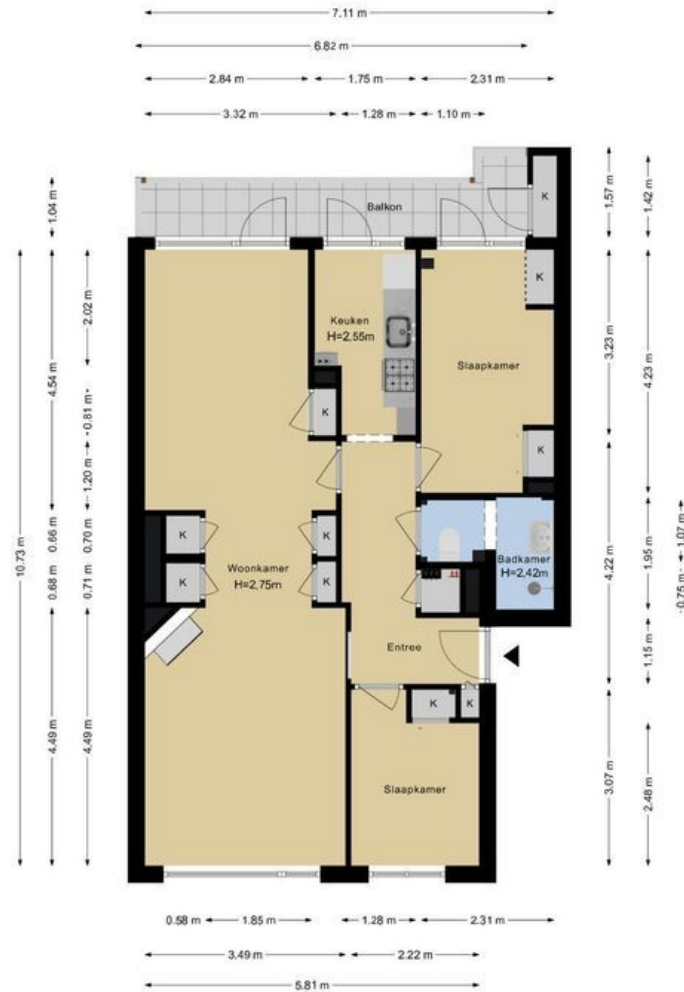 7.11 m
6.82 m
2.84 m
1.75 m
2.31 m
3.32 m
1.28 m
1.10 m
1.04 m
1.57 m
1.42 m
Balkon
K
10.73 m
4.54 m
2.02 m
Keuken
H=2.55m
K
Slaapkamer
3.23 m
4.23 m
0.81 m
K
K
1.20 m
0.66 m
0.70 m
K
K
Woonkamer
H=2.75m
Badkamer
H=2.42m
4.22 m
1.95 m
1.07 m
0.75 m
0.68 m
0.71 m
K
K
Entree
1.15 m
4.49 m
4.49 m
K
K
Slaapkamer
3.07 m
2.48 m
0.58 m
1.85 m
1.28 m
2.31 m
3.49 m
2.22 m
5.81 m